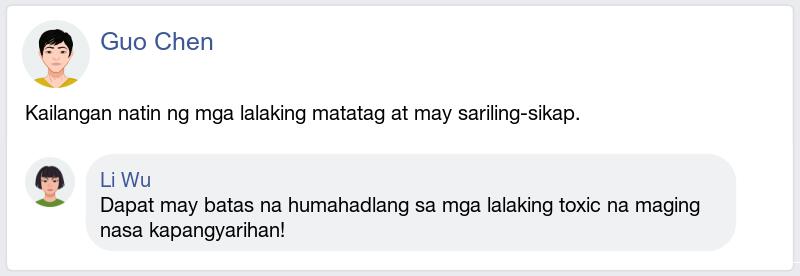 Guo Chen
Kailangan natin ng mga lalaking matatag at may sariling-sikap.
Li Wu
Dapat may batas na humahadlang sa mga lalaking toxic na maging
nasa kapangyarihan!